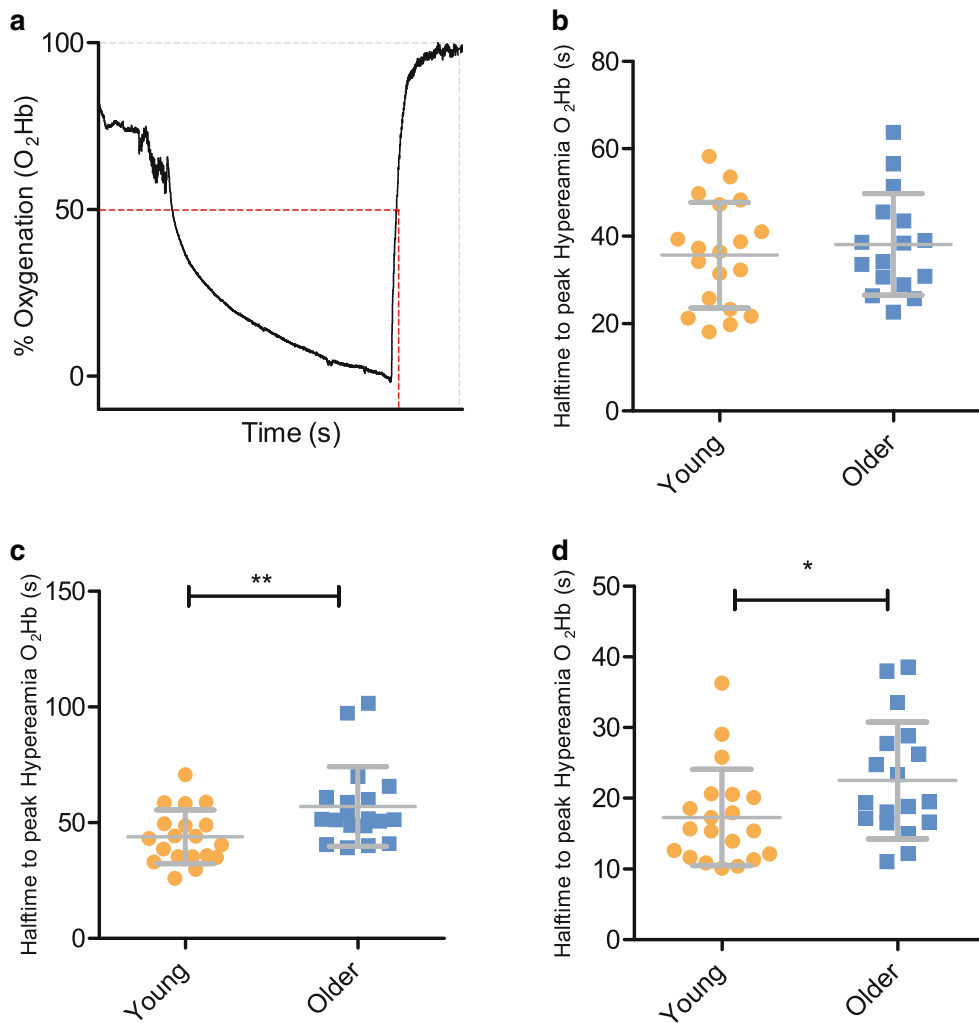 a
% Oxygenation (O2Hb)
100
50
0
Time (s)
b
Halftime to peak Hypereamia O2Hb (s)
80
60
40
20
0
Young
Older
c
Halftime to peak Hypereamia O2Hb (s)
150
100
50
0
**
Young
Older
d
Halftime to peak Hypereamia O2Hb (s)
50
40
30
20
10
0
*
Young
Older